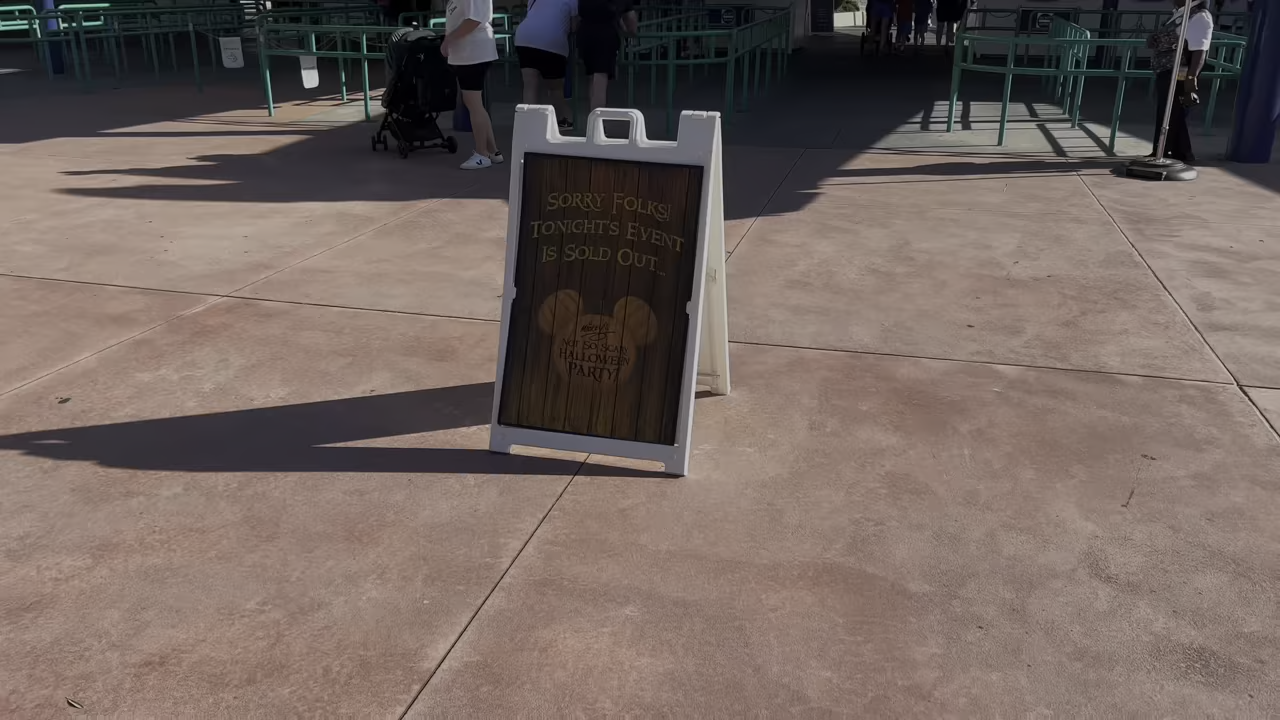 Sorry Folks!
Tonight's Event
Is Sold Out...
Mickey's
Not So Scary
Halloween
Party!